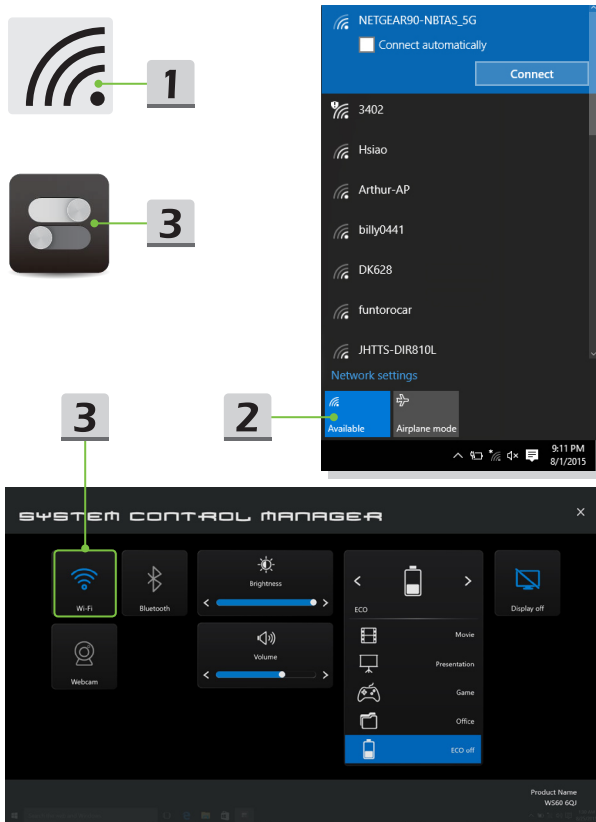 1
3
NETGEAR90-NBTAS_5G
Connect automatically
Connect
3402
Hsiao
Arthur-AP
billy0441
DK628
funtorocar
JHTTS-DIR810L
Network settings
Available
Airplane mode
2
9:11 PM
8/1/2015
3
SYSTEM CONTROL MANAGER
Wi-Fi
Bluetooth
Brightness
ECO
Display off
Webcam
Volume
Movie
Presentation
Game
Office
ECO off
Product Name
WS60 6QJ